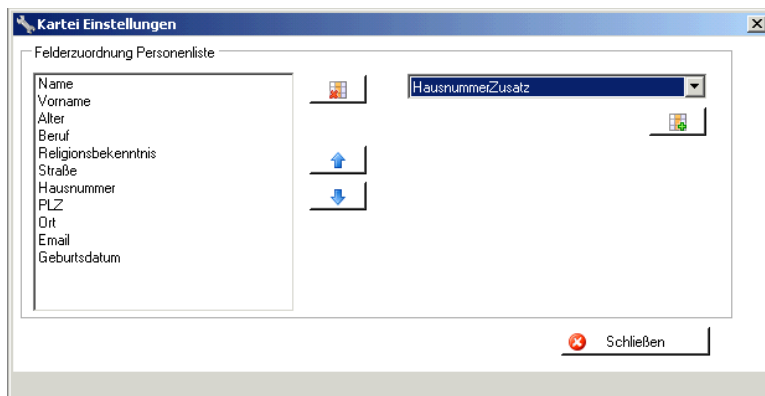 Kartei Einstellungen
Felderzuordnung Personenliste
Name
Vorname
Alter
Beruf
Religionsbekenntnis
Straße
Hausnummer
PLZ
Ort
Email
Geburtsdatum
HausnummerZusatz
Schließen